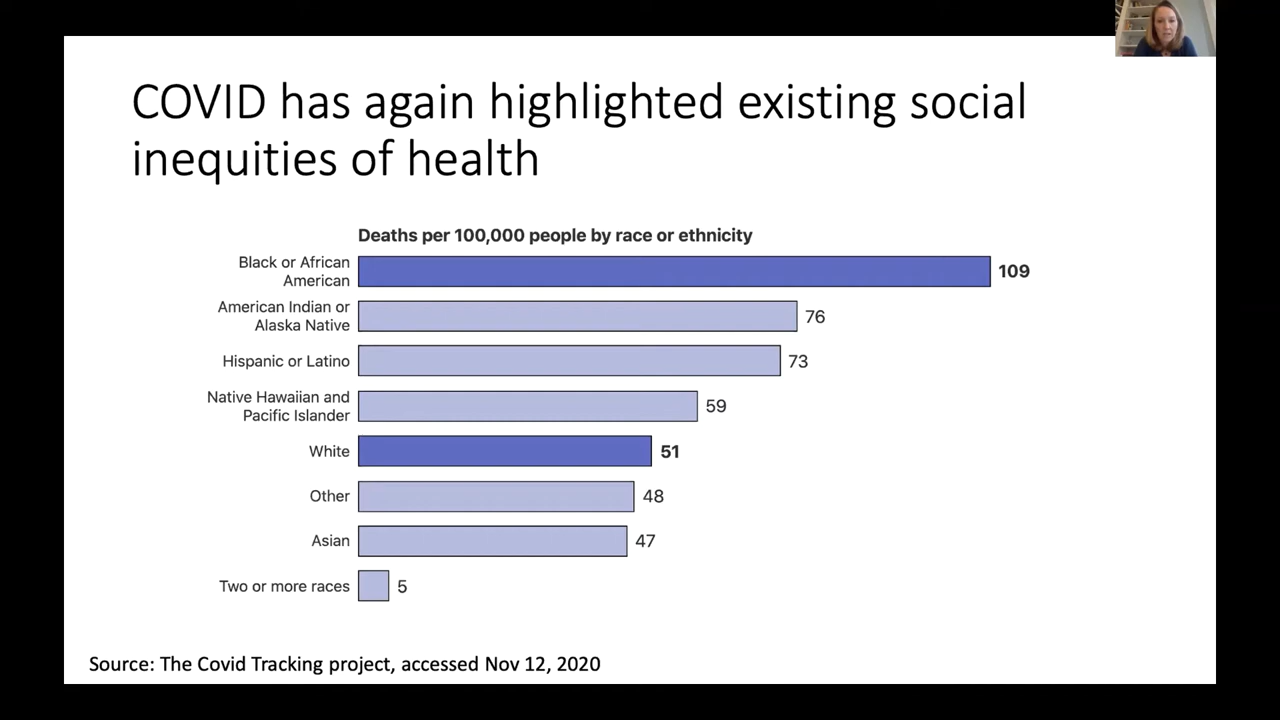 COVID has again highlighted existing social
inequities of health
Deaths per 100,000 people by race or ethnicity
Black or African
American
109
American Indian or
Alaska Native
76
Hispanic or Latino
73
Native Hawaiian and
Pacific Islander
59
White
51
Other
48
Asian
47
Two or more races
5
Source: The Covid Tracking project, accessed Nov 12, 2020